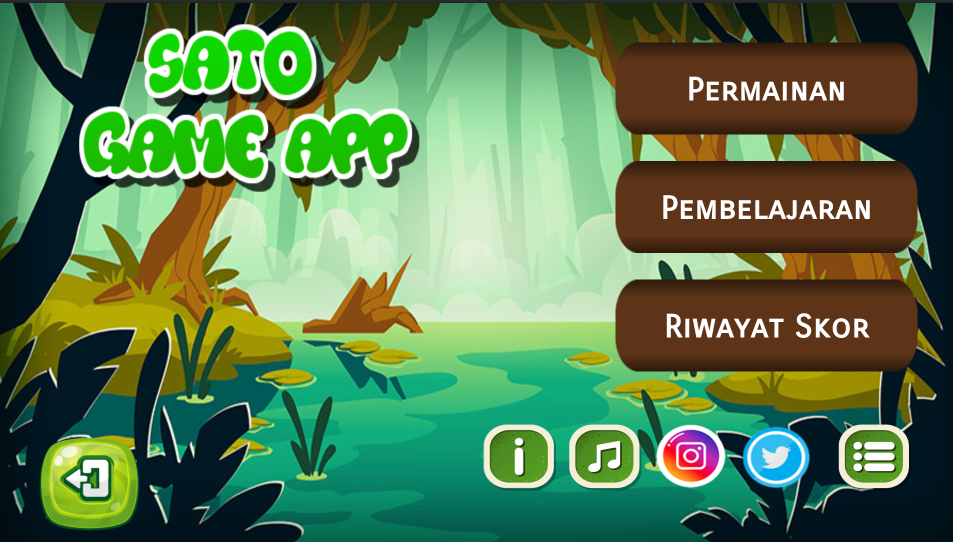 SATO
GAME APP
PERMAINAN
PEMBELAJARAN
RIWAYAT SKOR